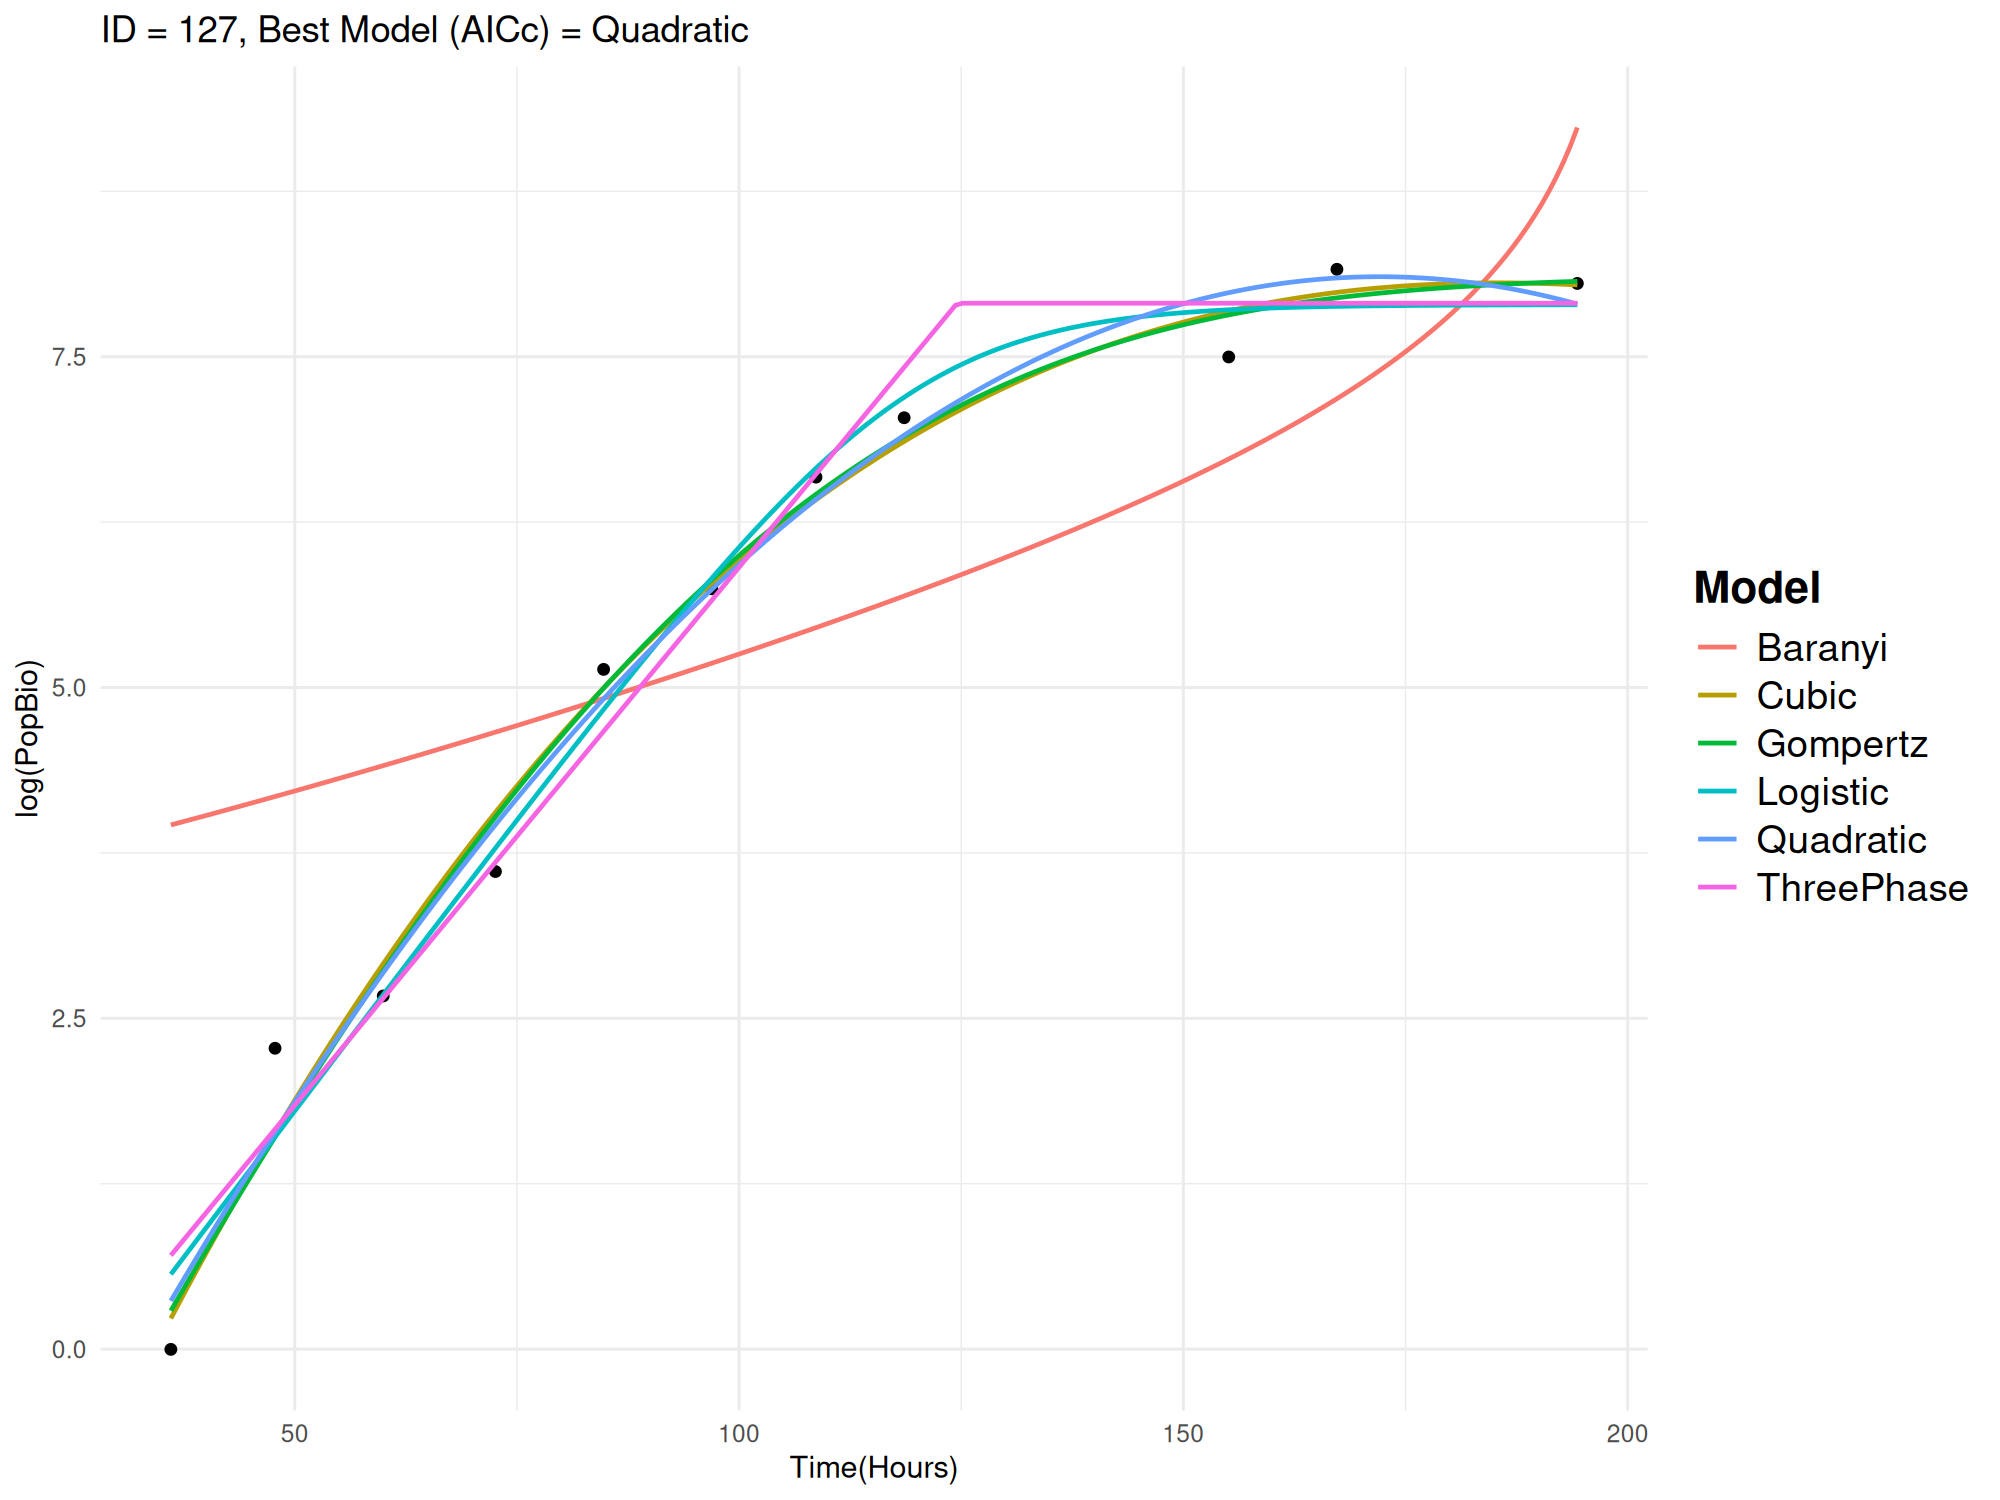 ID = 127, Best Model (AICc) = Quadratic
7.5
5.0
2.5
0.0
log(PopBio)
50
100
150
200
Time(Hours)
Model
Baranyi
Cubic
Gompertz
Logistic
Quadratic
ThreePhase